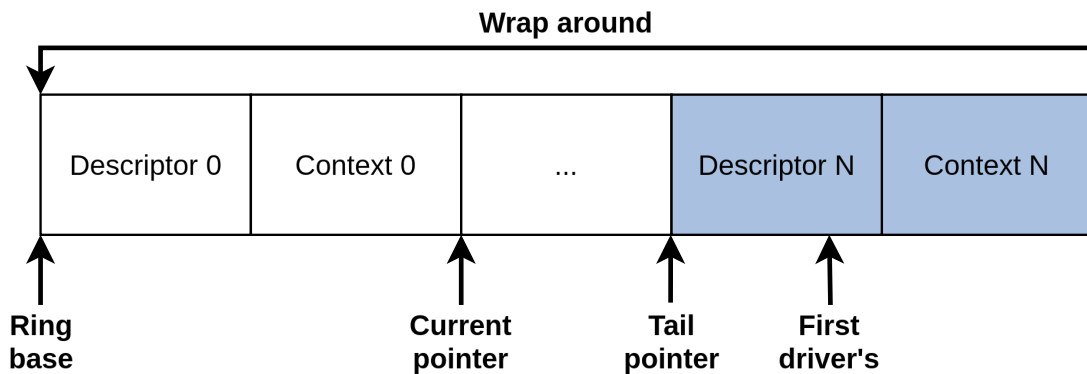 Wrap around
Descriptor 0
Context 0
...
Descriptor N
Context N
Ring
base
Current
pointer
Tail
pointer
First
driver's